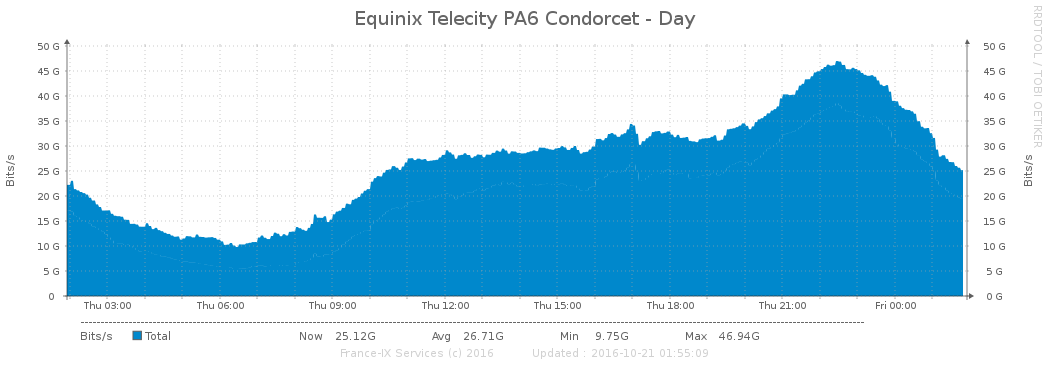 Equinix Telecity PA6 Condorcet - Day
RRDTOOL / TOBI OETIKER
Bits/s
50 G
45 G
40 G
35 G
30 G
25 G
20 G
15 G
10 G
5 G
0
50 G
45 G
40 G
35 G
30 G
25 G
20 G
15 G
10 G
5 G
0 G
Bits/s
Thu 03:00 Thu 06:00 Thu 09:00 Thu 12:00 Thu 15:00 Thu 18:00 Thu 21:00 Fri 00:00
Bits/s Total Now 25.12G Avg 26.71G Min 9.75G Max 46.94G
France-IX Services (c) 2016 Updated : 2016-10-21 01:55:09